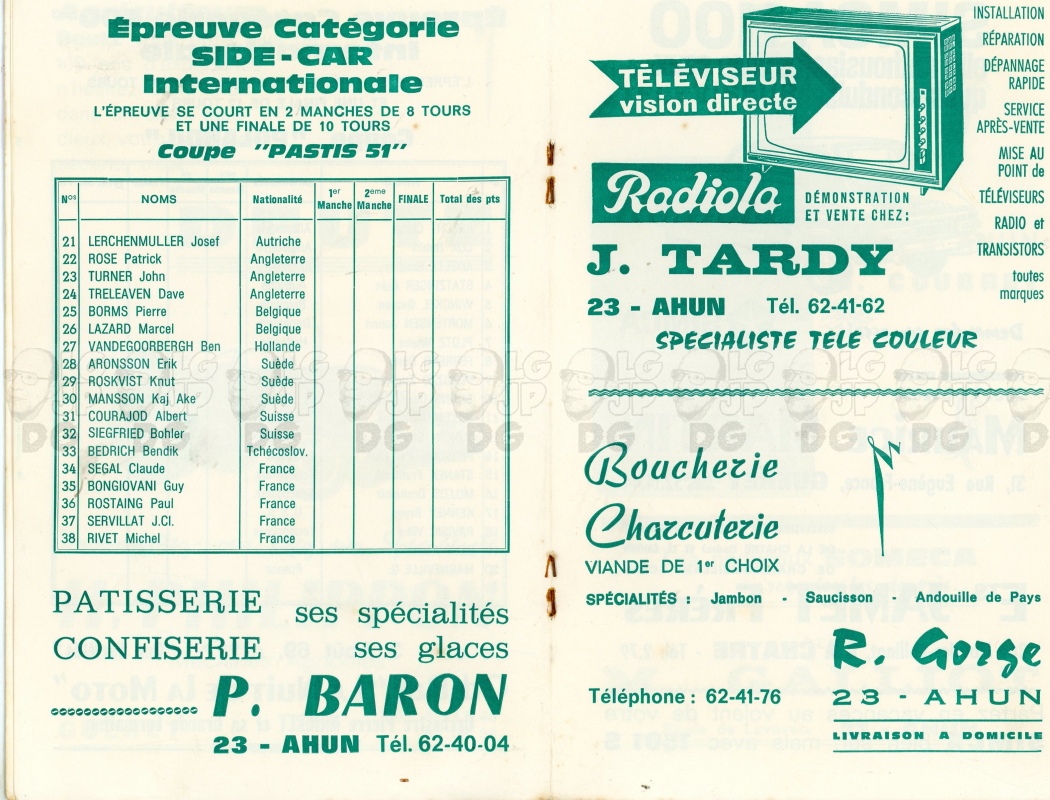 Épreuve Catégorie
SIDE-CAR
Internationale
L'ÉPREUVE SE COURT EN 2 MANCHES DE 8 TOURS
ET UNE FINALE DE 10 TOURS
Coupe "PASTIS 51"
Nos NOMS Nationalité 1er Manche 2eme Manche FINALE Total des pts
21 LERCHENMULLER Josef Autriche
22 ROSE Patrick Angleterre
23 TURNER John Angleterre
24 TRELEAVEN Dave Angleterre
25 BORMS Pierre Belgique
26 LAZARD Marcel Belgique
27 VANDEGOORBERGH Ben Hollande
28 ARONSSON Erik Suède
29 ROSKVIST Knut Suède
30 MANSSON Kaj Ake Suède
31 COURAJOD Albert Suisse
32 SIEGFRIED Bohler Suisse
33 BEDRICH Bendik Tchécoslov.
34 SEGAL Claude France
35 BONGIOVANI Guy France
36 ROSTAING Paul France
37 SERVILLAT J.Cl. France
38 RIVET Michel France
PATISSERIE
CONFISERIE
ses spécialités
ses glaces
P. BARON
23 - AHUN Tél. 62-40-04
TÉLÉVISEUR
vision directe
Radiola
DÉMONSTRATION
ET VENTE CHEZ :
J. TARDY
23 - AHUN Tél. 62-41-62
SPECIALISTE TELE COULEUR
INSTALLATION
RÉPARATION
DÉPANNAGE
RAPIDE
SERVICE
APRÈS-VENTE
MISE AU
POINT de
TÉLÉVISEURS
RADIO et
TRANSISTORS
toutes
marques
Boucherie
Charcuterie
VIANDE DE 1er CHOIX
SPÉCIALITÉS : Jambon - Saucisson - Andouille de Pays
R. Gorge
Téléphone : 62-41-76
23 - AHUN
LIVRAISON A DOMICILE
LG
JP
DG